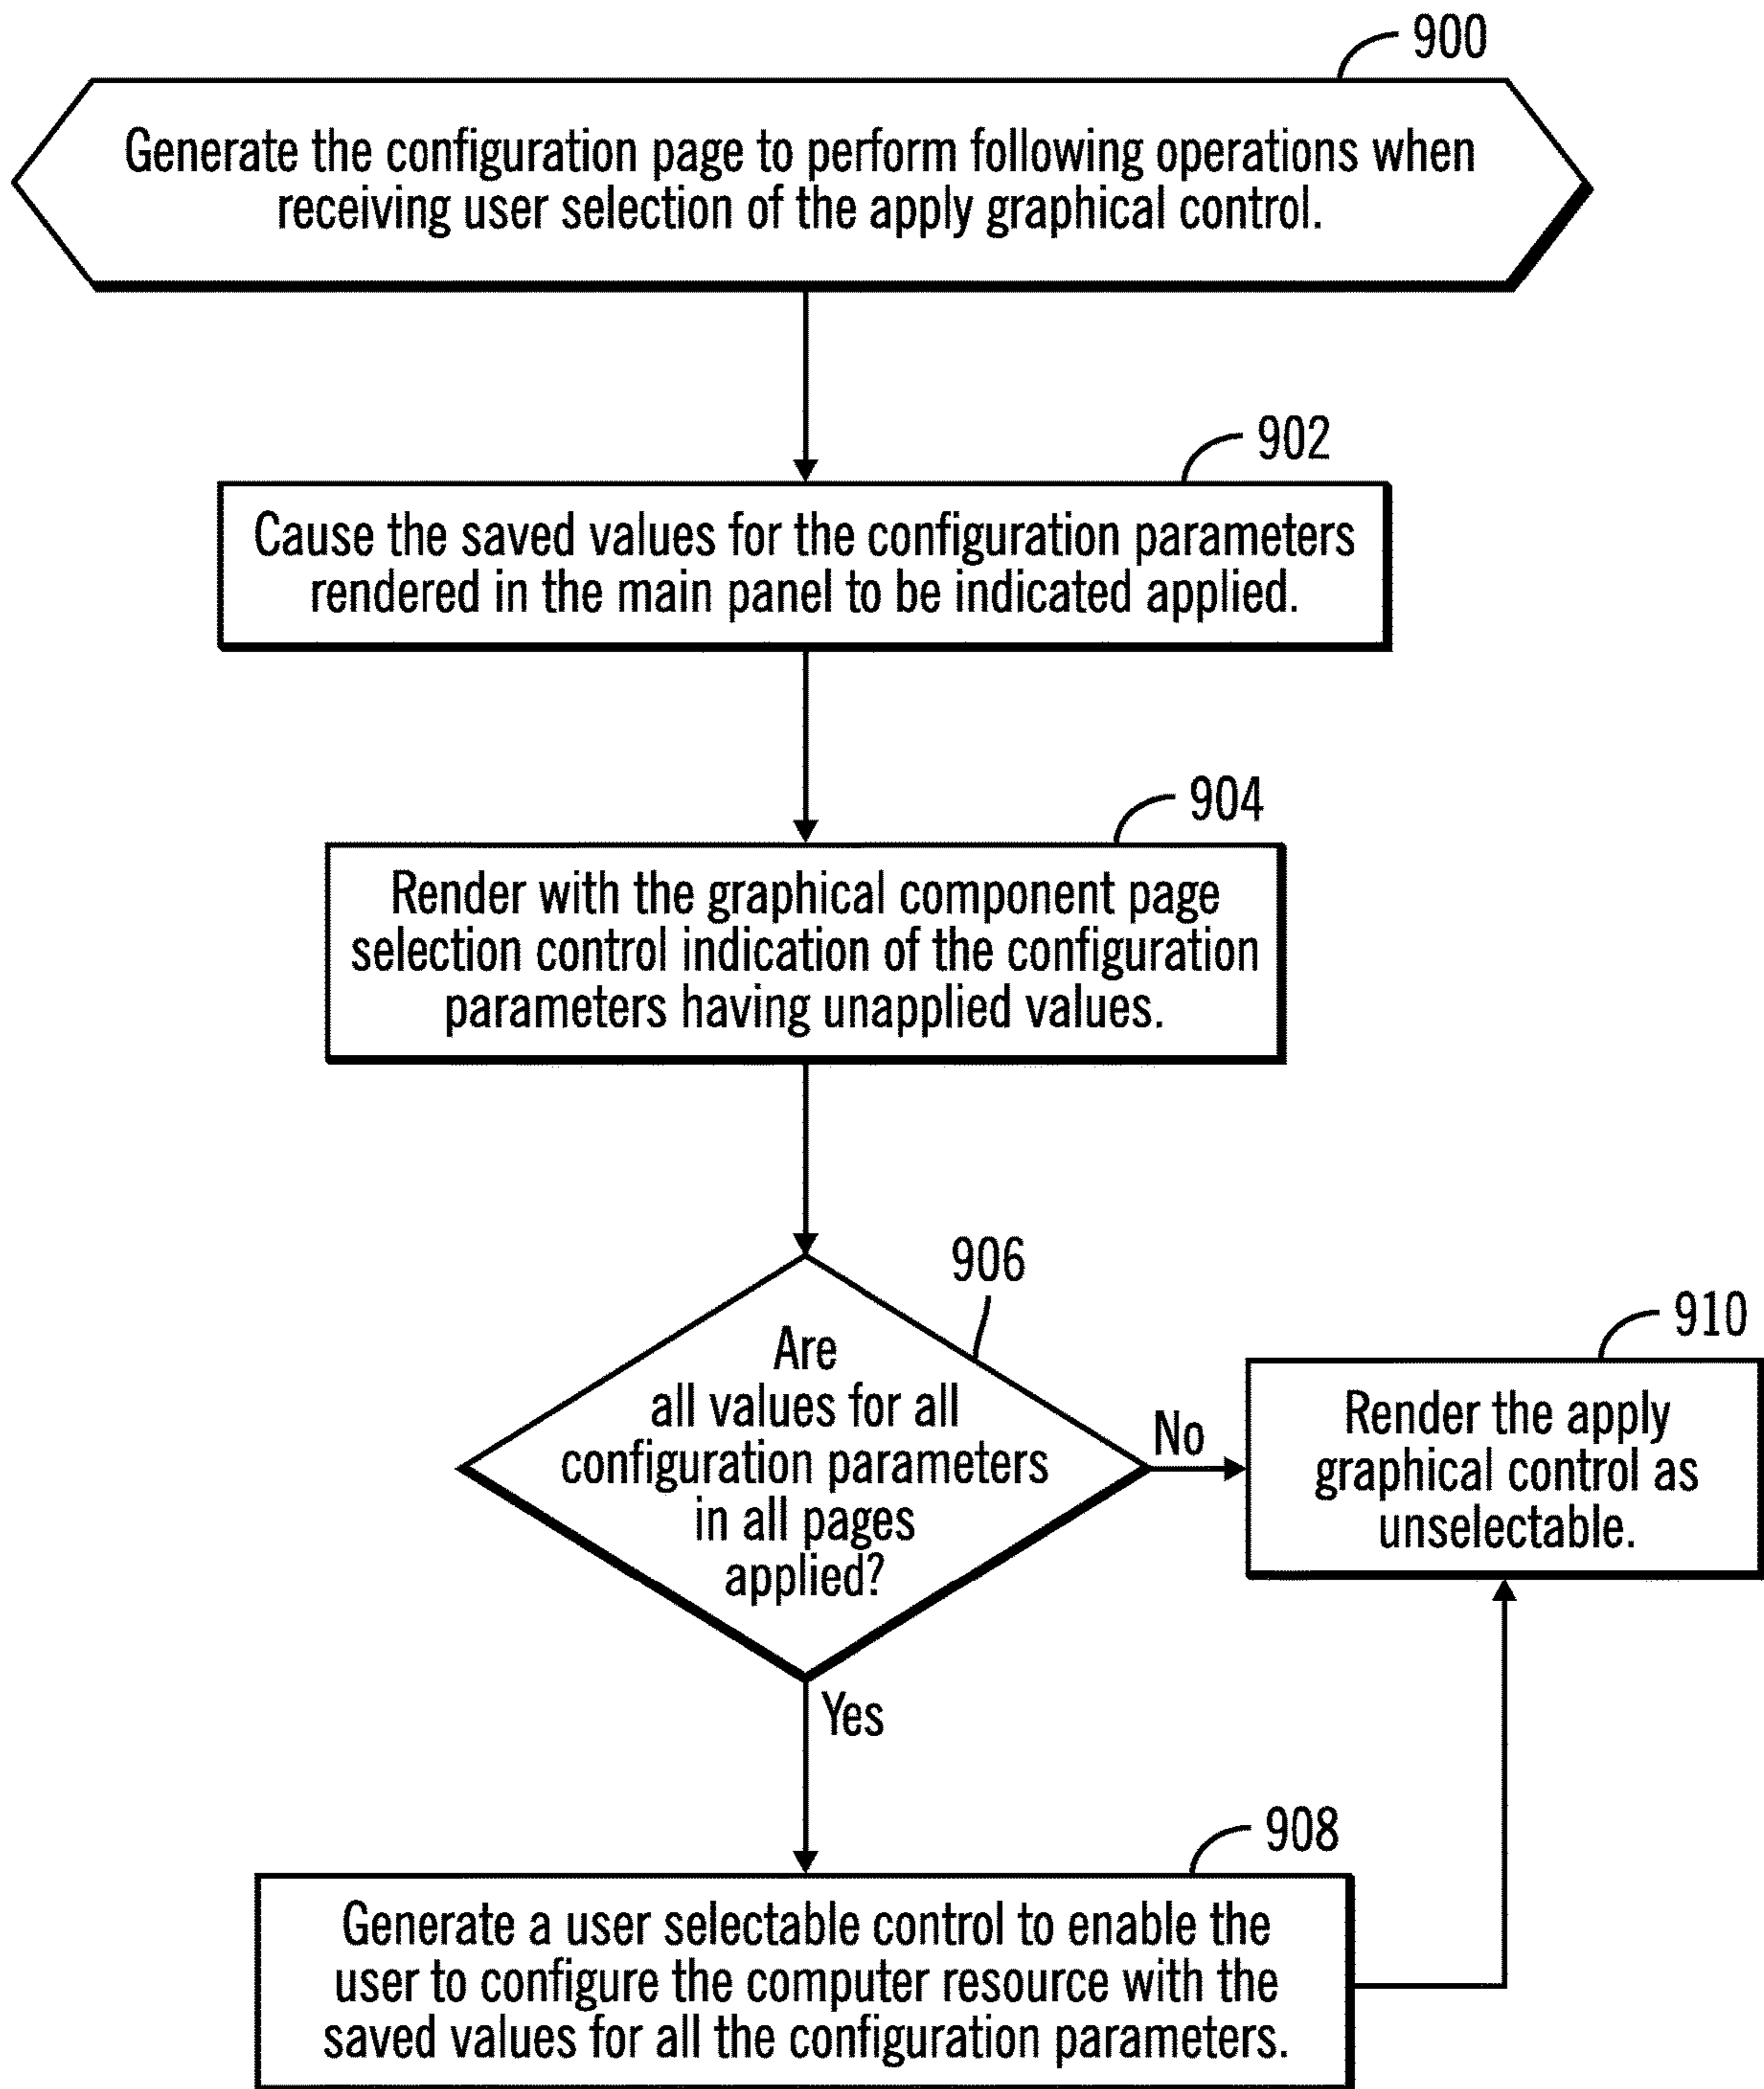 900
Generate the configuration page to perform following operations when
receiving user selection of the apply graphical control.
902
Cause the saved values for the configuration parameters
rendered in the main panel to be indicated applied.
904
Render with the graphical component page
selection control indication of the configuration
parameters having unapplied values.
906
Are
all values for all
configuration parameters
in all pages
applied?
No
910
Render the apply
graphical control as
unselectable.
Yes
908
Generate a user selectable control to enable the
user to configure the computer resource with the
saved values for all the configuration parameters.